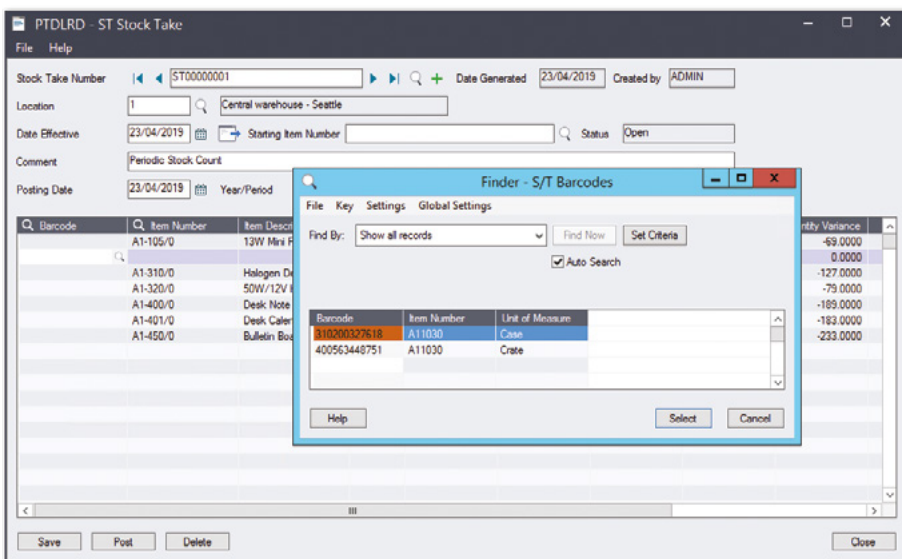 PTDLRD - ST Stock Take
File Help
Stock Take Number ST00000001 Date Generated 23/04/2019 Created by ADMIN
Location 1 Central warehouse - Seattle
Date Effective 23/04/2019 Starting Item Number Status Open
Comment Periodic Stock Count
Posting Date 23/04/2019 Year/Period
Barcode Item Number Item Descri ntity Variance
A1-105/0 13W Mini F -69.0000
0.0000
A1-310/0 Halogen De -127.0000
A1-320/0 50W/12V -79.0000
A1-400/0 Desk Note -189.0000
A1-401/0 Desk Caler -183.0000
A1-450/0 Bulletin Boa -233.0000
Finder - S/T Barcodes
File Key Settings Global Settings
Find By: Show all records Find Now Set Criteria
Auto Search
Barcode Item Number Unit of Measure
310200327618 A11030 Case
400563448751 A11030 Crate
Help Select Cancel
Save Post Delete Close